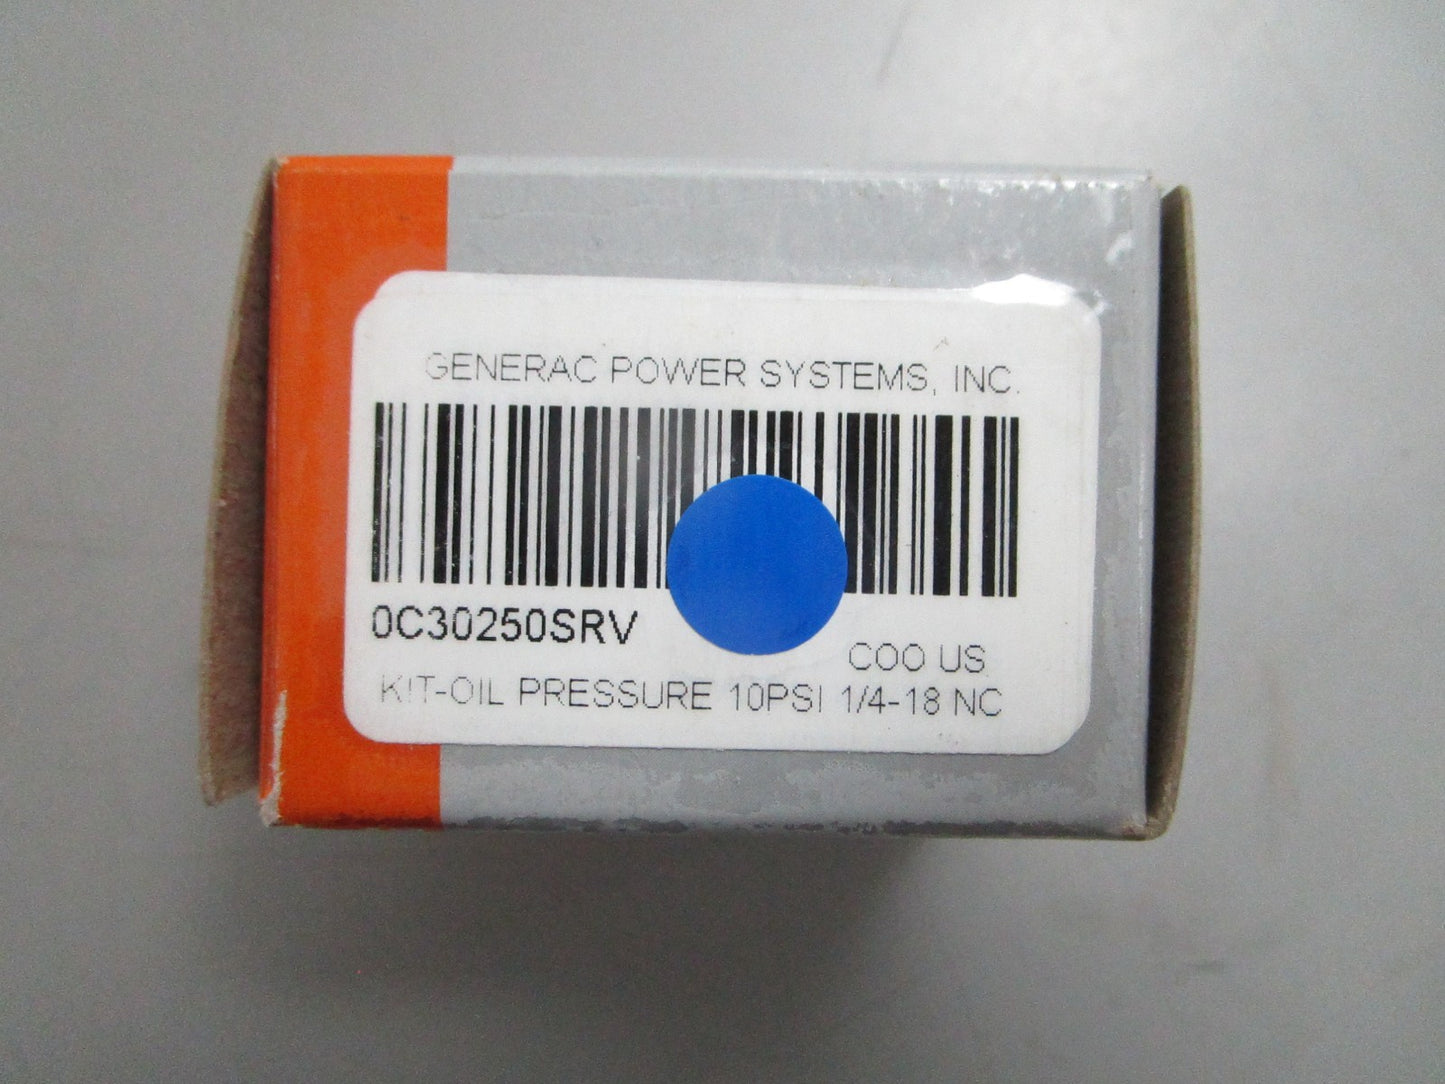 GENERAC POWER SYSTEMS, INC.
0C30250SRV
COO US
KIT-OIL PRESSURE 10PSI 1/4-18 NC